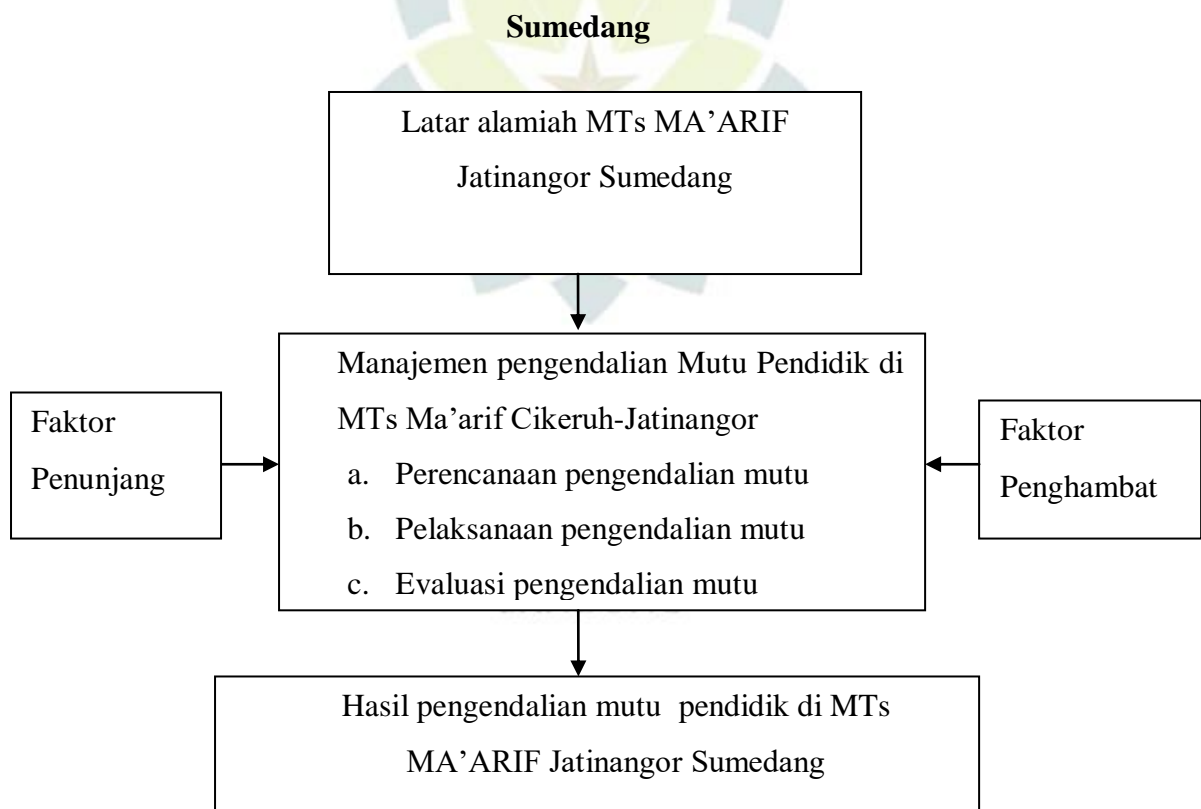 Sumedang
Latar alamiah MTs MA’ARIF
Jatinangor Sumedang
Manajemen pengendalian Mutu Pendidik di
MTs Ma’arif Cikeruh-Jatinangor
a. Perencanaan pengendalian mutu
b. Pelaksanaan pengendalian mutu
c. Evaluasi pengendalian mutu
Faktor
Penunjang
Faktor
Penghambat
Hasil pengendalian mutu pendidik di MTs
MA’ARIF Jatinangor Sumedang